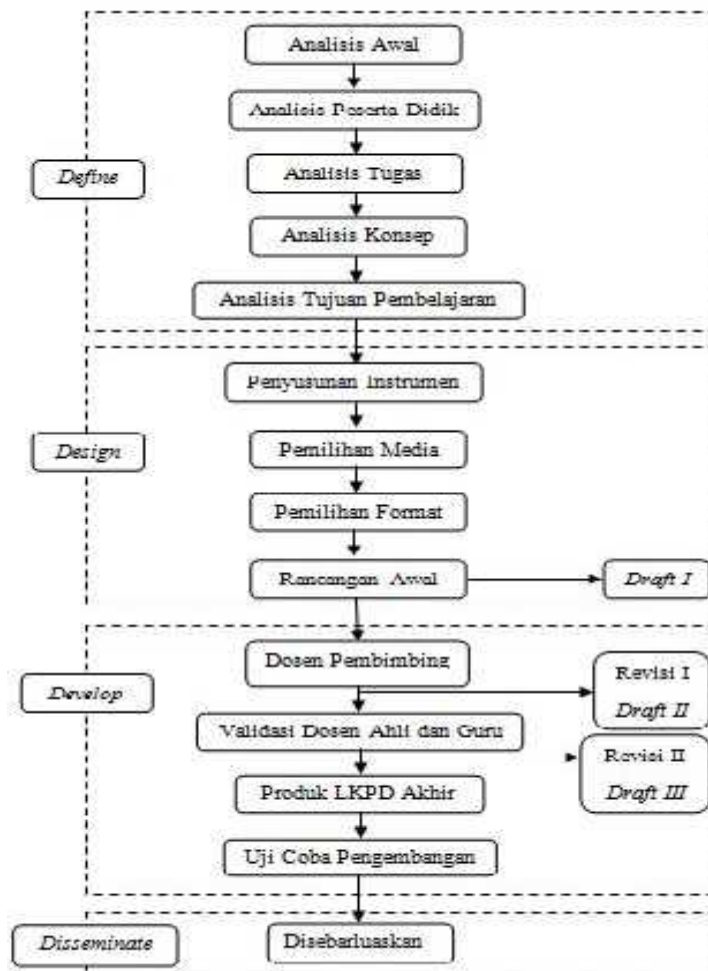 Analisis Awal
Analisis Peserta Didik
Define
Analisis Tugas
Analisis Konsep
Analisis Tujuan Pembelajaran
Penyusunan Instrumen
Design
Pemilihan Media
Pemilihan Format
Rancangan Awal
Draft I
Dosen Pembimbing
Develop
Revisi I
Draft II
Validasi Dosen Ahli dan Guru
Revisi II
Draft III
Produk LKPD Akhir
Uji Coba Pengembangan
Disseminate
Disebarluaskan